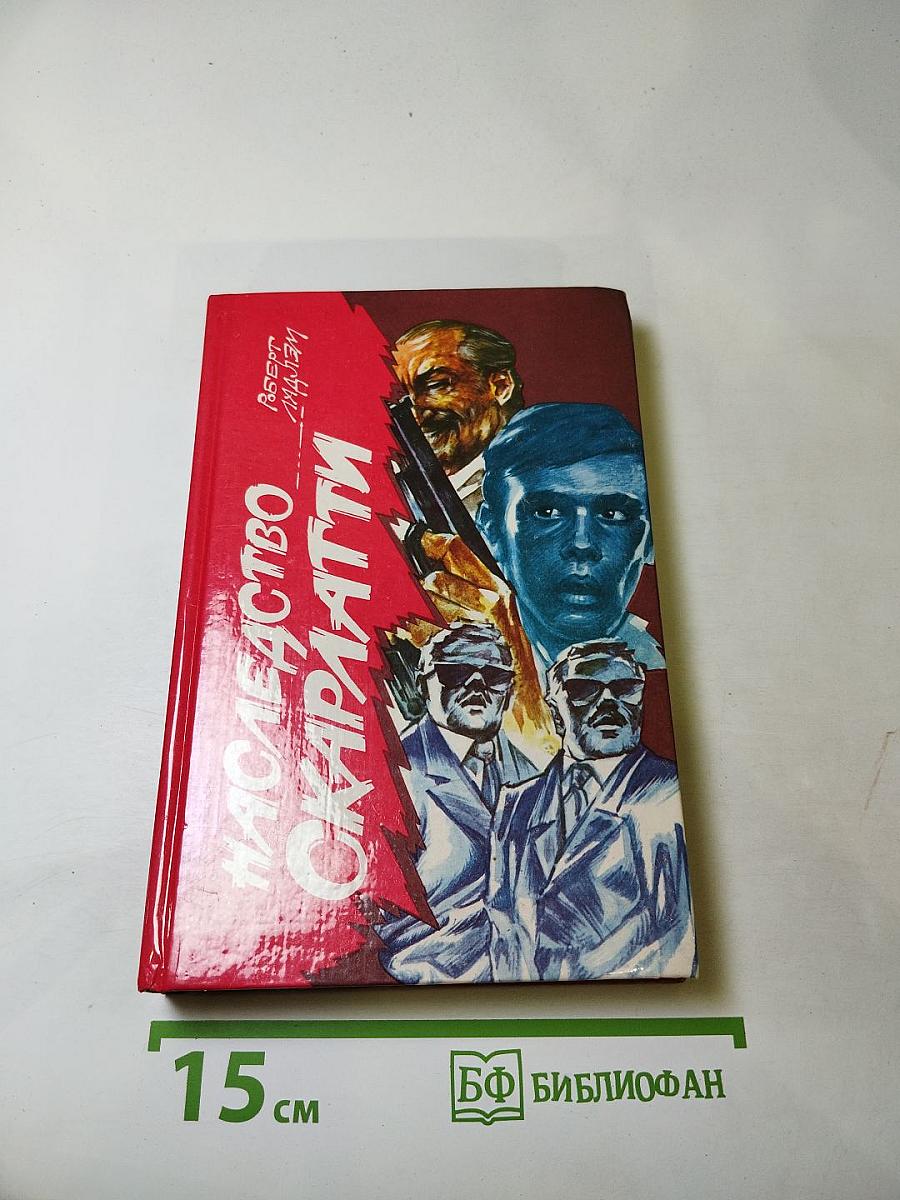 РОБЕРТ
ЛАДЛЭМ
НАСЛЕДСТВО
СКАРЛАТТИ
15 см
БФ БИБЛИОФАН